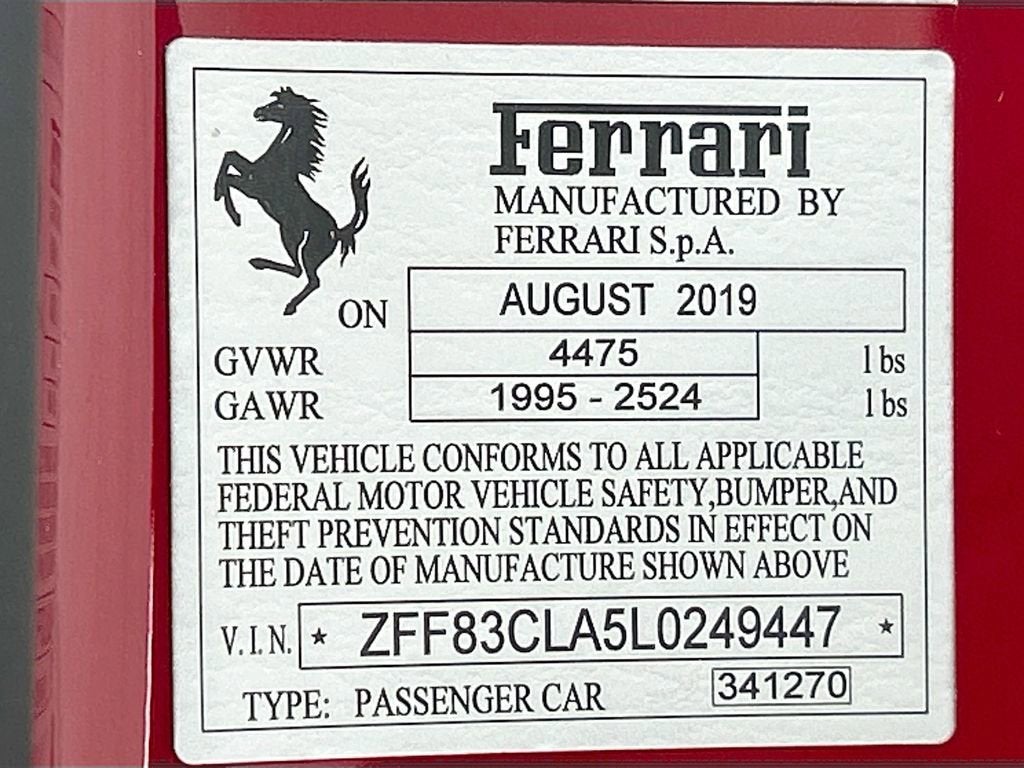 Ferrari
MANUFACTURED BY
FERRARI S.p.A.
ON AUGUST 2019
GVWR 4475 lbs
GAWR 1995 - 2524 lbs
THIS VEHICLE CONFORMS TO ALL APPLICABLE
FEDERAL MOTOR VEHICLE SAFETY,BUMPER,AND
THEFT PREVENTION STANDARDS IN EFFECT ON
THE DATE OF MANUFACTURE SHOWN ABOVE
V.I.N. * ZFF83CLA5L0249447 *
TYPE: PASSENGER CAR 341270